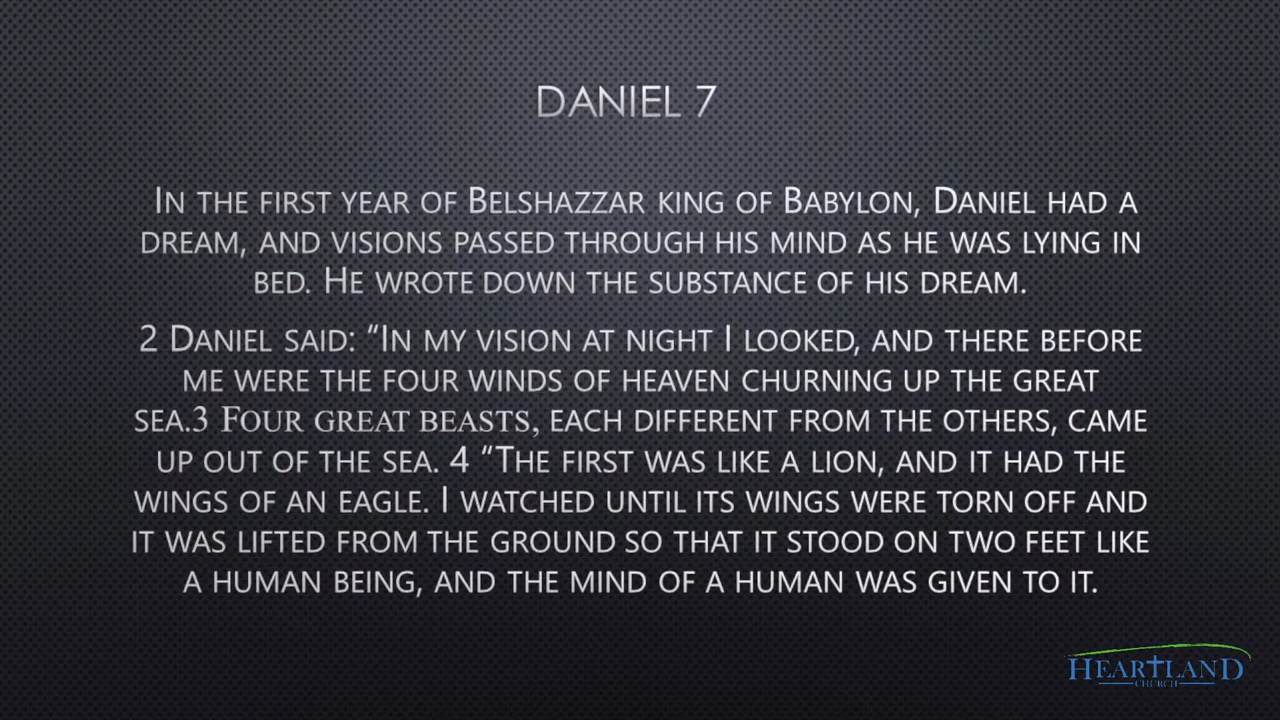 DANIEL 7
In the first year of Belshazzar king of Babylon, Daniel had a
dream, and visions passed through his mind as he was lying in
bed. He wrote down the substance of his dream.
2 Daniel said: “In my vision at night I looked, and there before
me were the four winds of heaven churning up the great
sea.3 Four great beasts, each different from the others, came
up out of the sea. 4 “The first was like a lion, and it had the
wings of an eagle. I watched until its wings were torn off and
it was lifted from the ground so that it stood on two feet like
a human being, and the mind of a human was given to it.
HEARTLAND
CHURCH